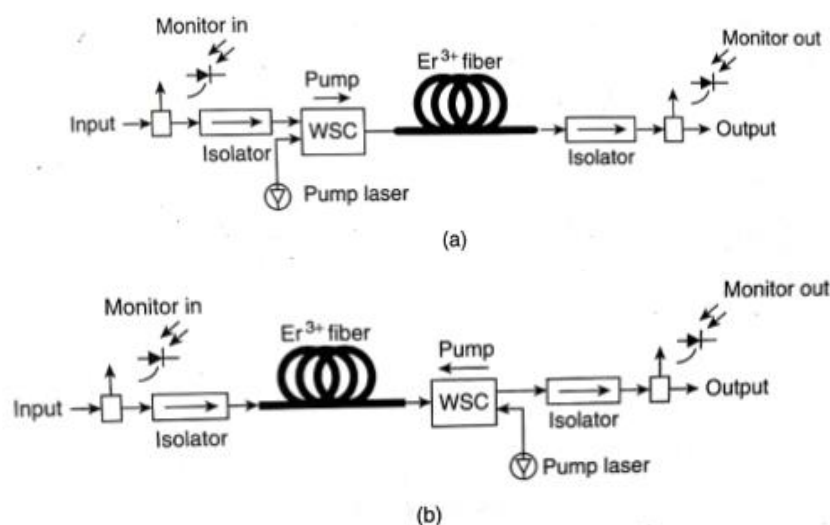 Monitor in
Monitor out
Er³⁺ fiber
Pump
Input
WSC
Output
Isolator
Isolator
Pump laser
(a)
Monitor in
Monitor out
Er³⁺ fiber
Pump
Input
WSC
Output
Isolator
Isolator
Pump laser
(b)